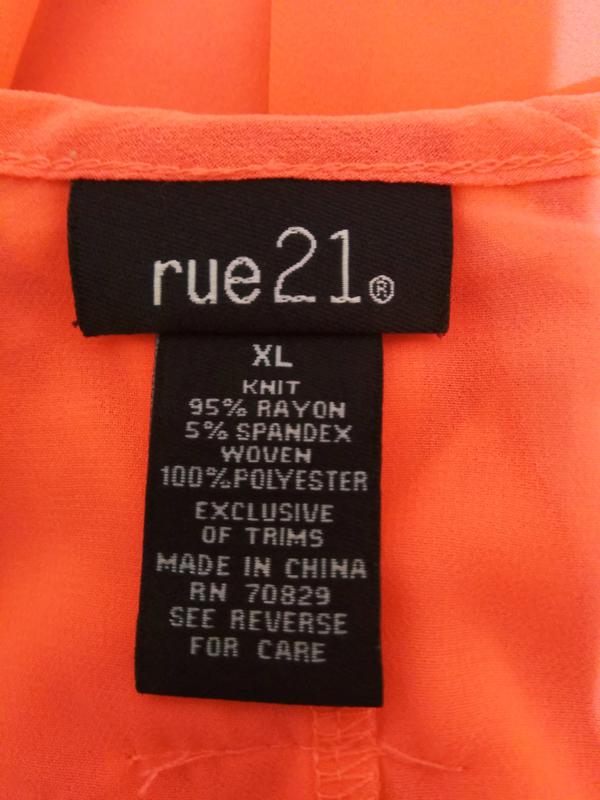 rue21®
XL
KNIT
95% RAYON
5% SPANDEX
WOVEN
100% POLYESTER
EXCLUSIVE
OF TRIMS
MADE IN CHINA
RN 70829
SEE REVERSE
FOR CARE